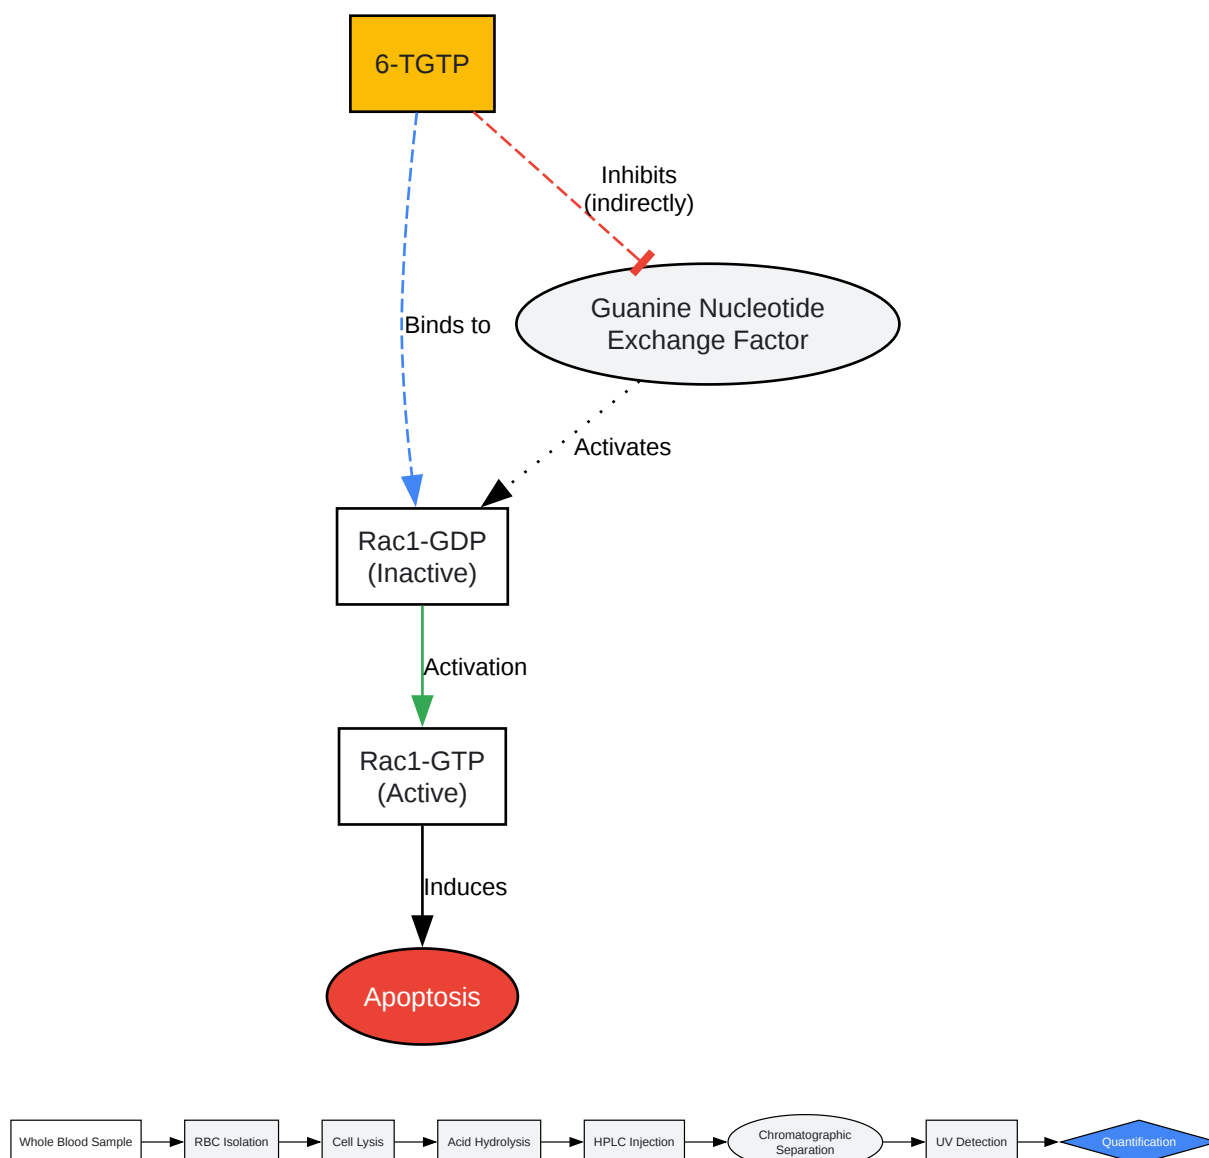 6-TGTP
Inhibits
(indirectly)
Guanine Nucleotide
Exchange Factor
Binds to
Activates
Rac1-GDP
(Inactive)
Activation
Rac1-GTP
(Active)
Induces
Apoptosis
Whole Blood Sample
RBC Isolation
Cell Lysis
Acid Hydrolysis
HPLC Injection
Chromatographic
Separation
UV Detection
Quantification